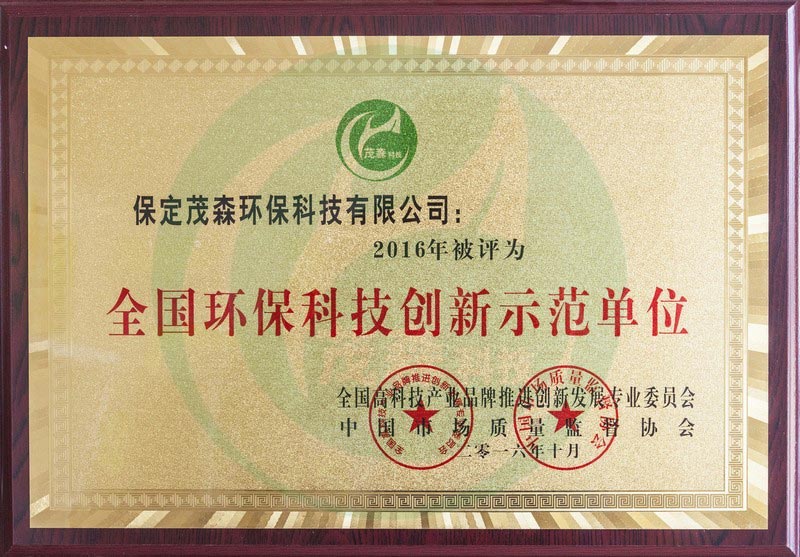 茂森科技
保定茂森环保科技有限公司：
2016年被评为
全国环保科技创新示范单位
全国高科技产业品牌推进创新发展专业委员会
中国市场质量监督协会
二零一六年十月